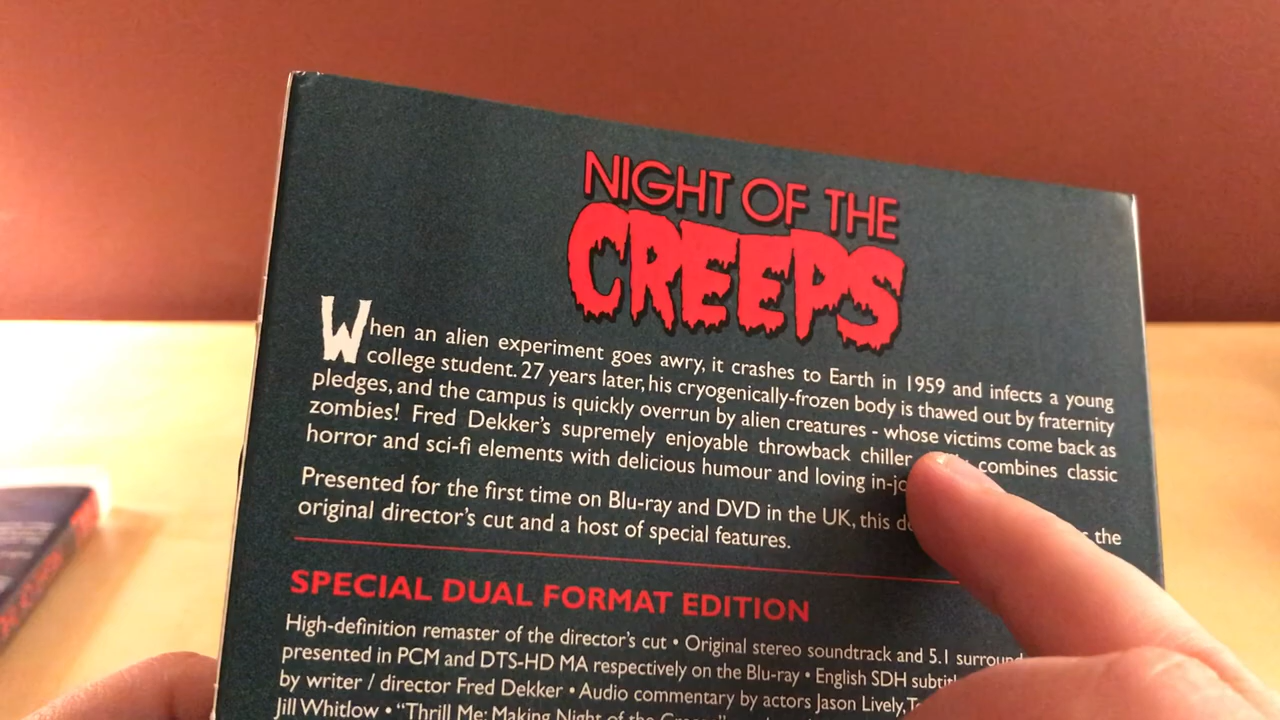 NIGHT OF THE
CREEPS
When an alien experiment goes awry, it crashes to Earth in 1959 and infects a young
college student. 27 years later, his cryogenically-frozen body is thawed out by fraternity
pledges, and the campus is quickly overrun by alien creatures - whose victims come back as
zombies! Fred Dekker's supremely enjoyable throwback chiller combines classic
horror and sci-fi elements with delicious humour and loving
Presented for the first time on Blu-ray and DVD in the UK, this the
original director's cut and a host of special features.
SPECIAL DUAL FORMAT EDITION
High-definition remaster of the director's cut • Original stereo soundtrack and 5.1
presented in PCM and DTS-HD MA respectively on the Blu-ray • English SDH
by writer / director Fred Dekker • Audio commentary by actors Jason Lively,
Jill Whitlow • "Thrill Me: Making Night of the